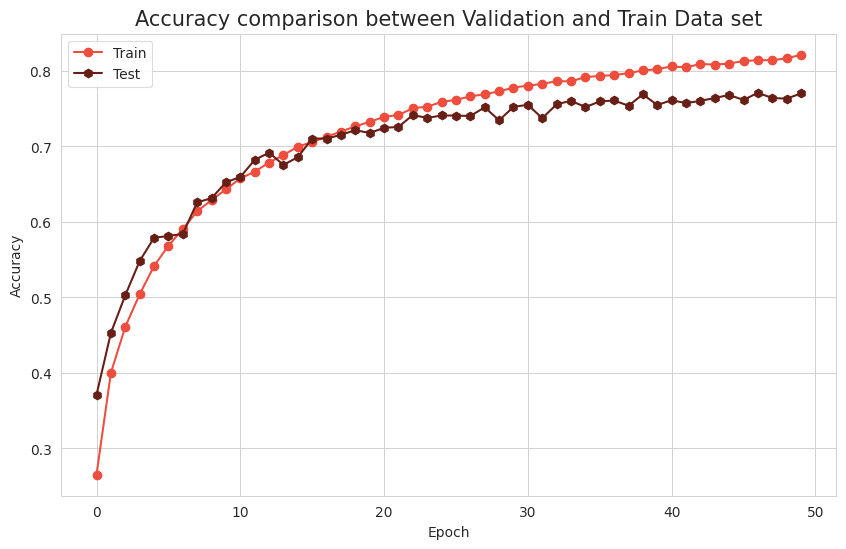 Accuracy comparison between Validation and Train Data set
Train
Test
0.8
0.7
0.6
0.5
0.4
0.3
Accuracy
0 10 20 30 40 50
Epoch